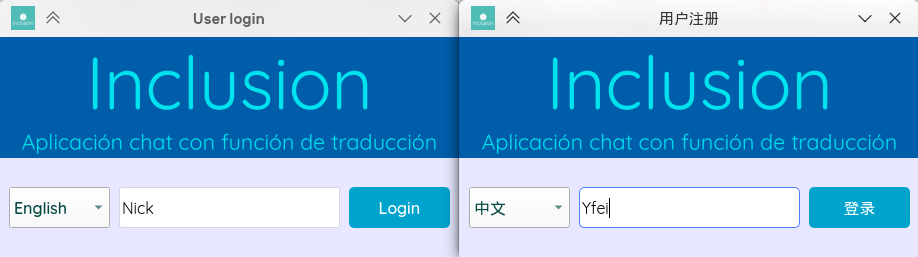 User login
Inclusion
Aplicación chat con función de traducción
English
Nick
Login
用户注册
Inclusion
Aplicación chat con función de traducción
中文
Yfei
登录